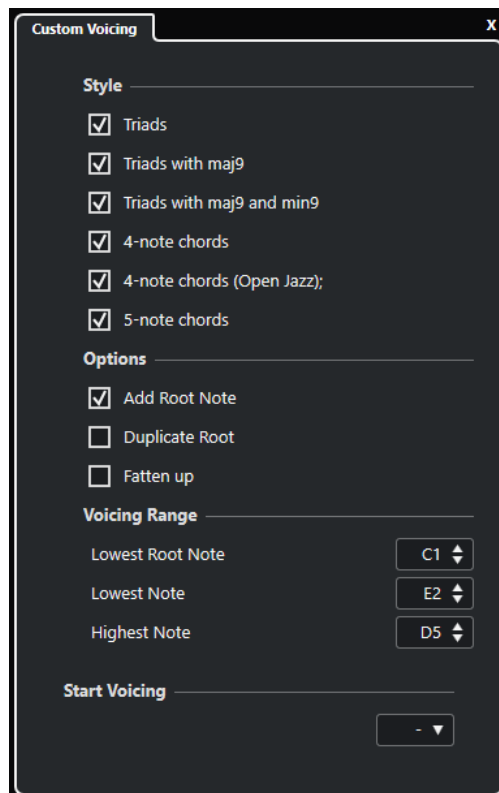 Custom Voicing X
Style
Triads
Triads with maj9
Triads with maj9 and min9
4-note chords
4-note chords (Open Jazz);
5-note chords
Options
Add Root Note
Duplicate Root
Fatten up
Voicing Range
Lowest Root Note C1
Lowest Note E2
Highest Note D5
Start Voicing
-